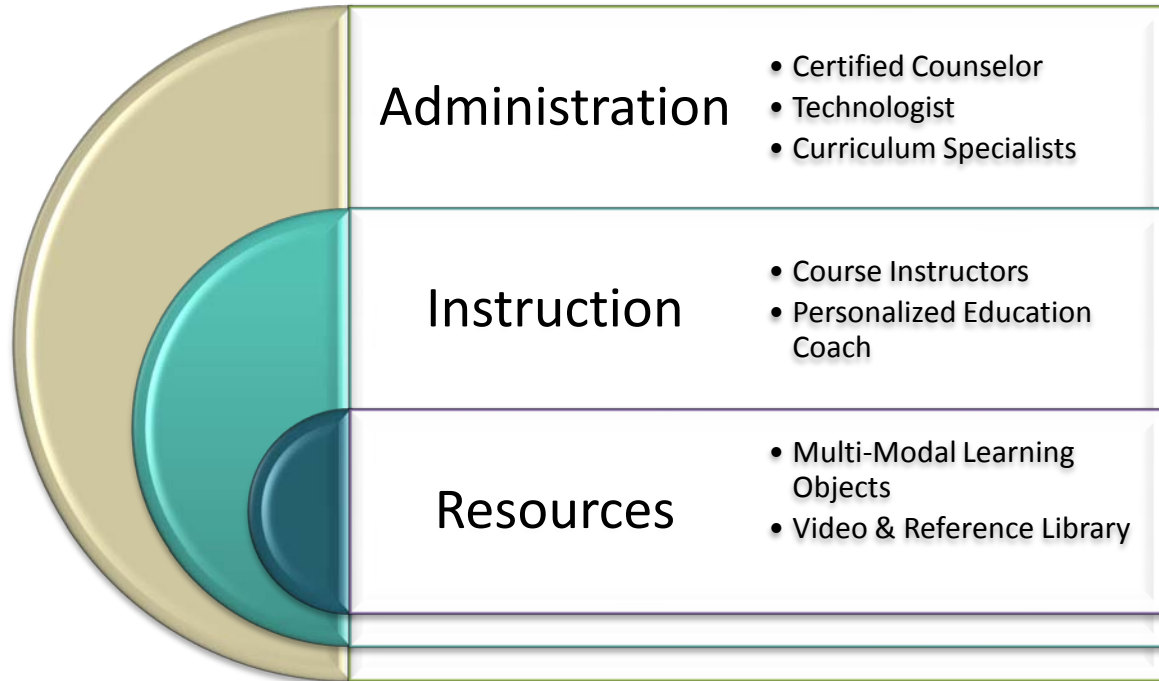 Administration
• Certified Counselor
• Technologist
• Curriculum Specialists
Instruction
• Course Instructors
• Personalized Education
Coach
Resources
• Multi-Modal Learning
Objects
• Video & Reference Library